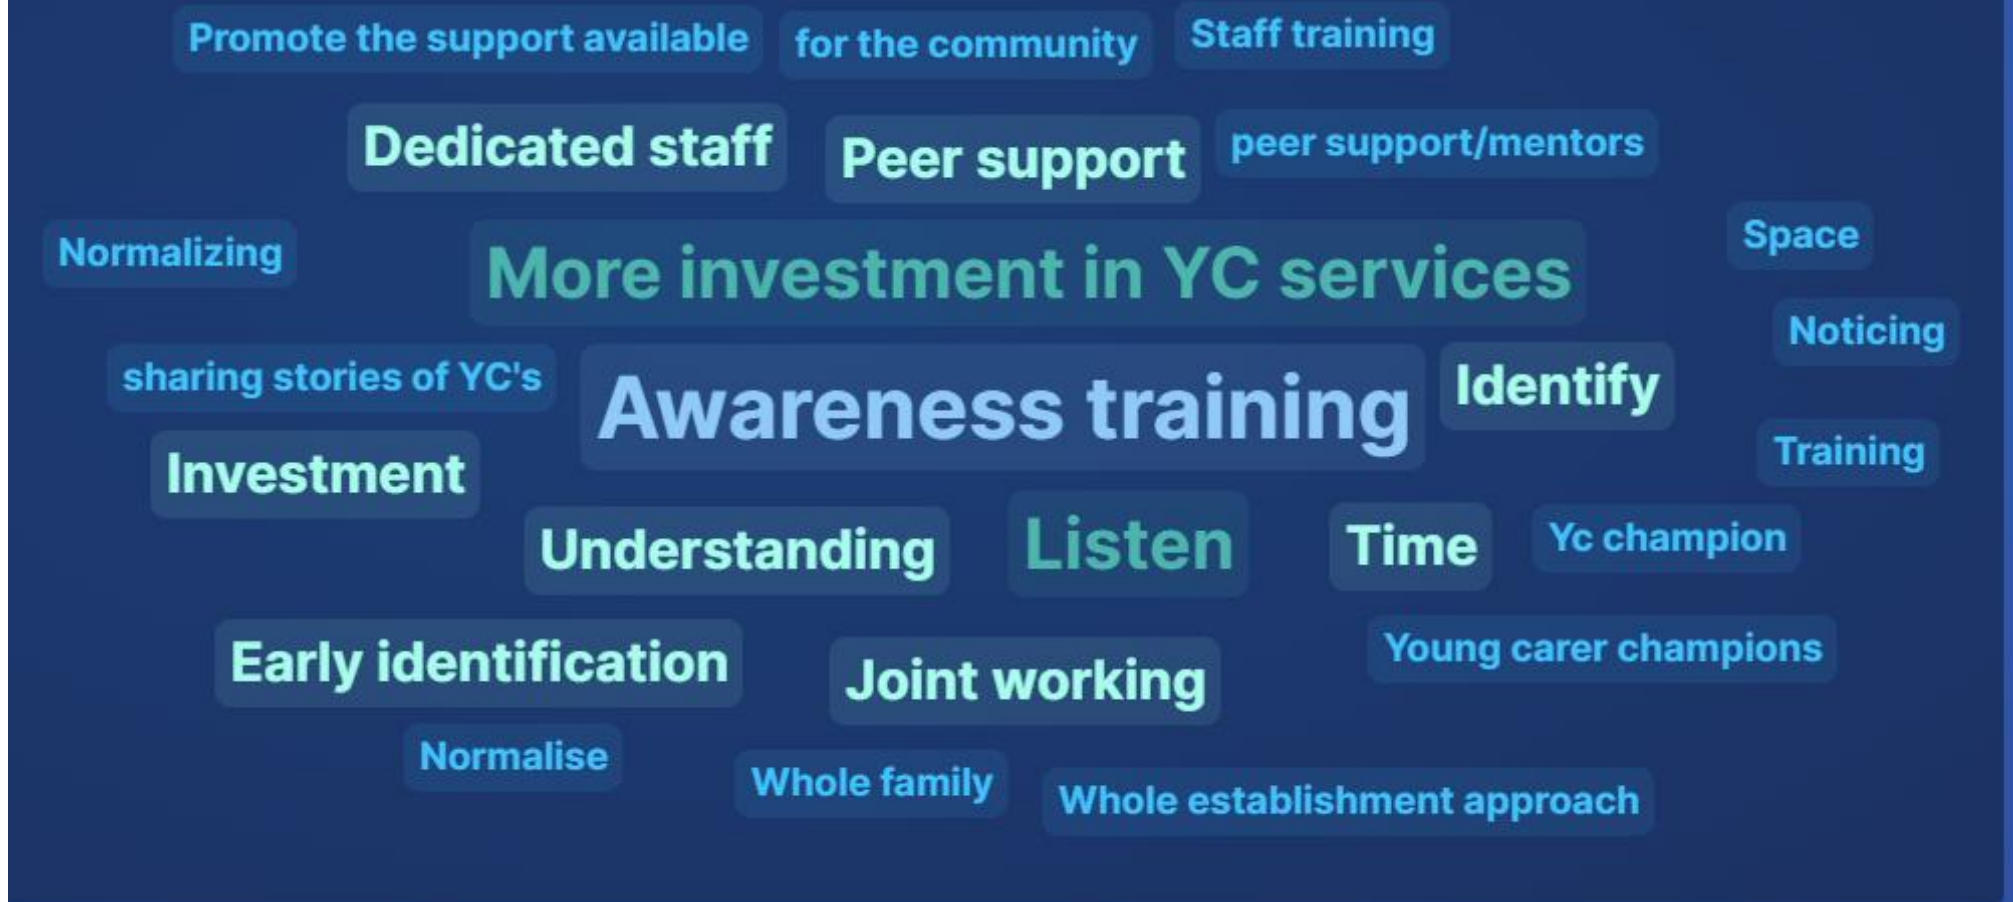 Promote the support available
for the community
Staff training
Dedicated staff
Peer support
peer support/mentors
Normalizing
More investment in YC services
Space
Noticing
sharing stories of YC's
Awareness training
Identify
Investment
Training
Understanding
Listen
Time
Yc champion
Early identification
Joint working
Young carer champions
Normalise
Whole family
Whole establishment approach